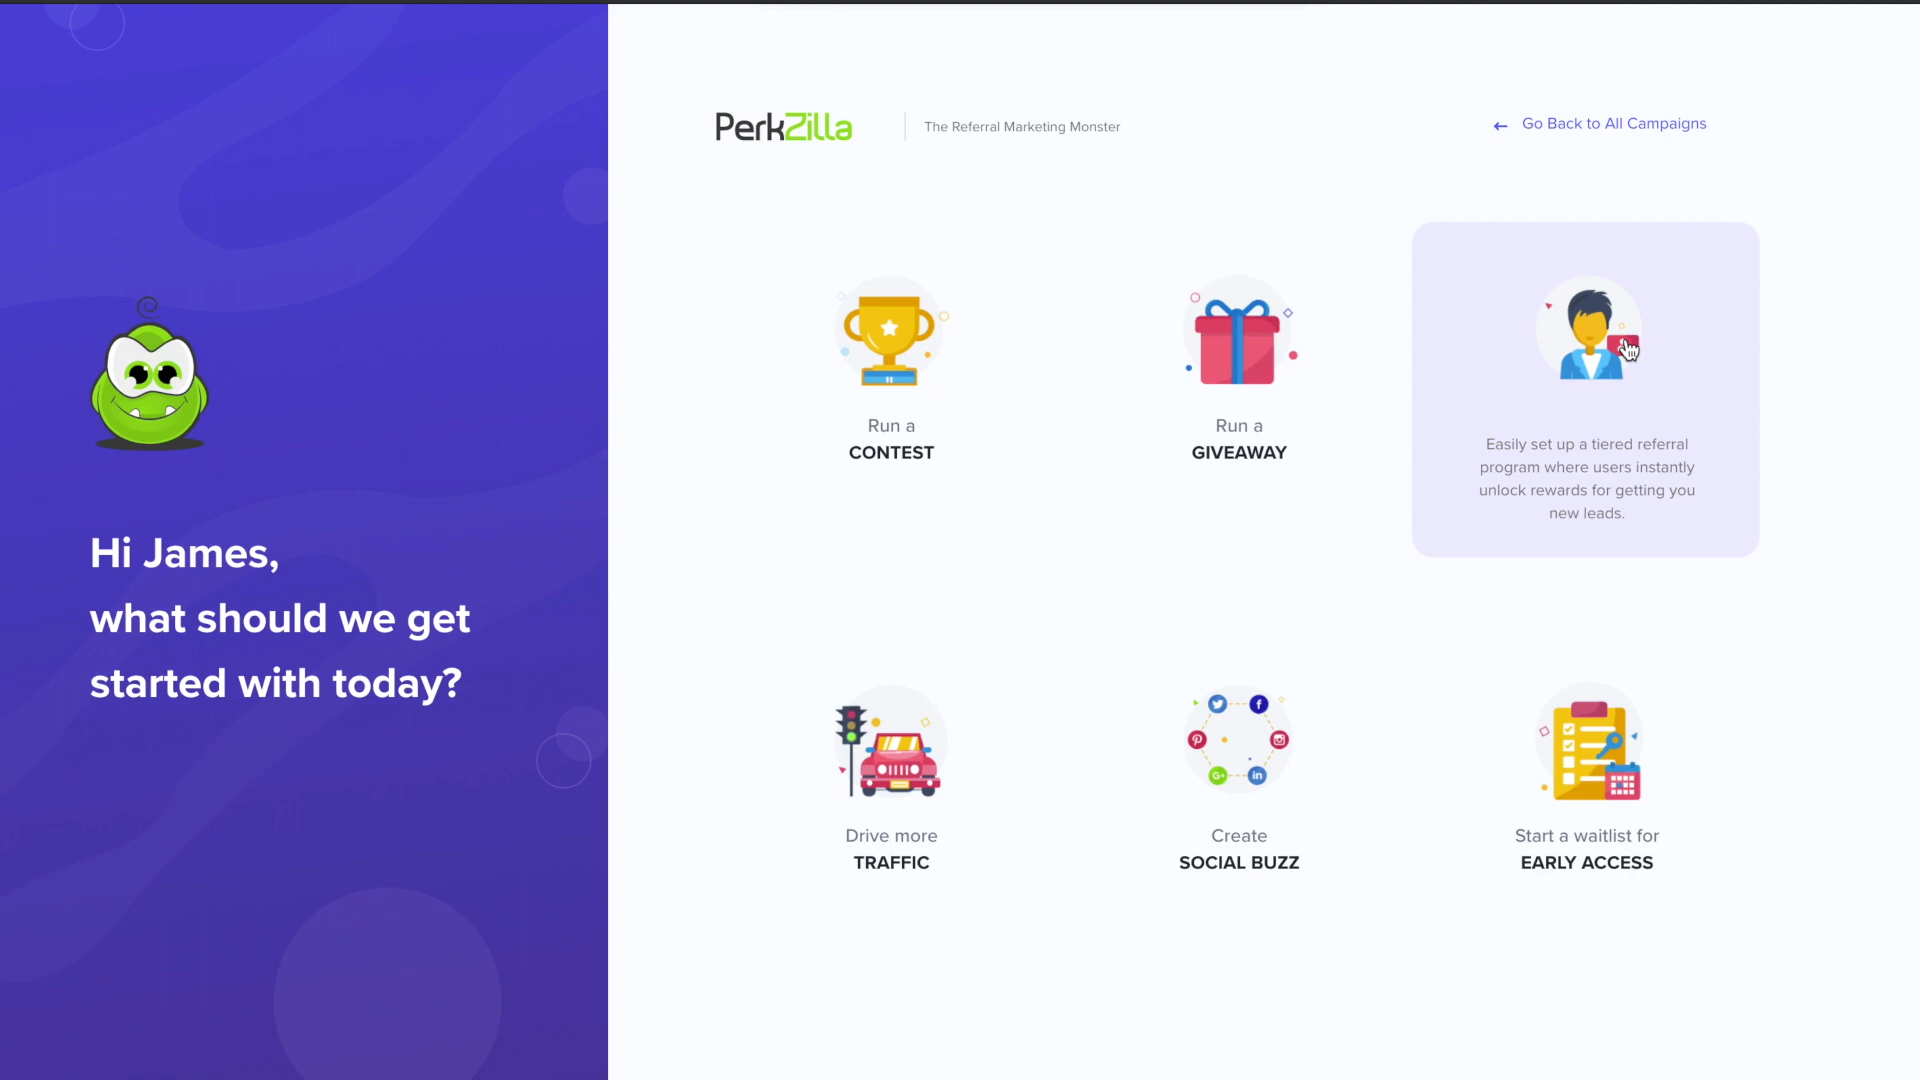 PerkZilla
The Referral Marketing Monster
← Go Back to All Campaigns
Hi James,
what should we get
started with today?
Run a
CONTEST
Run a
GIVEAWAY
Easily set up a tiered referral
program where users instantly
unlock rewards for getting you
new leads.
Drive more
TRAFFIC
Create
SOCIAL BUZZ
Start a waitlist for
EARLY ACCESS